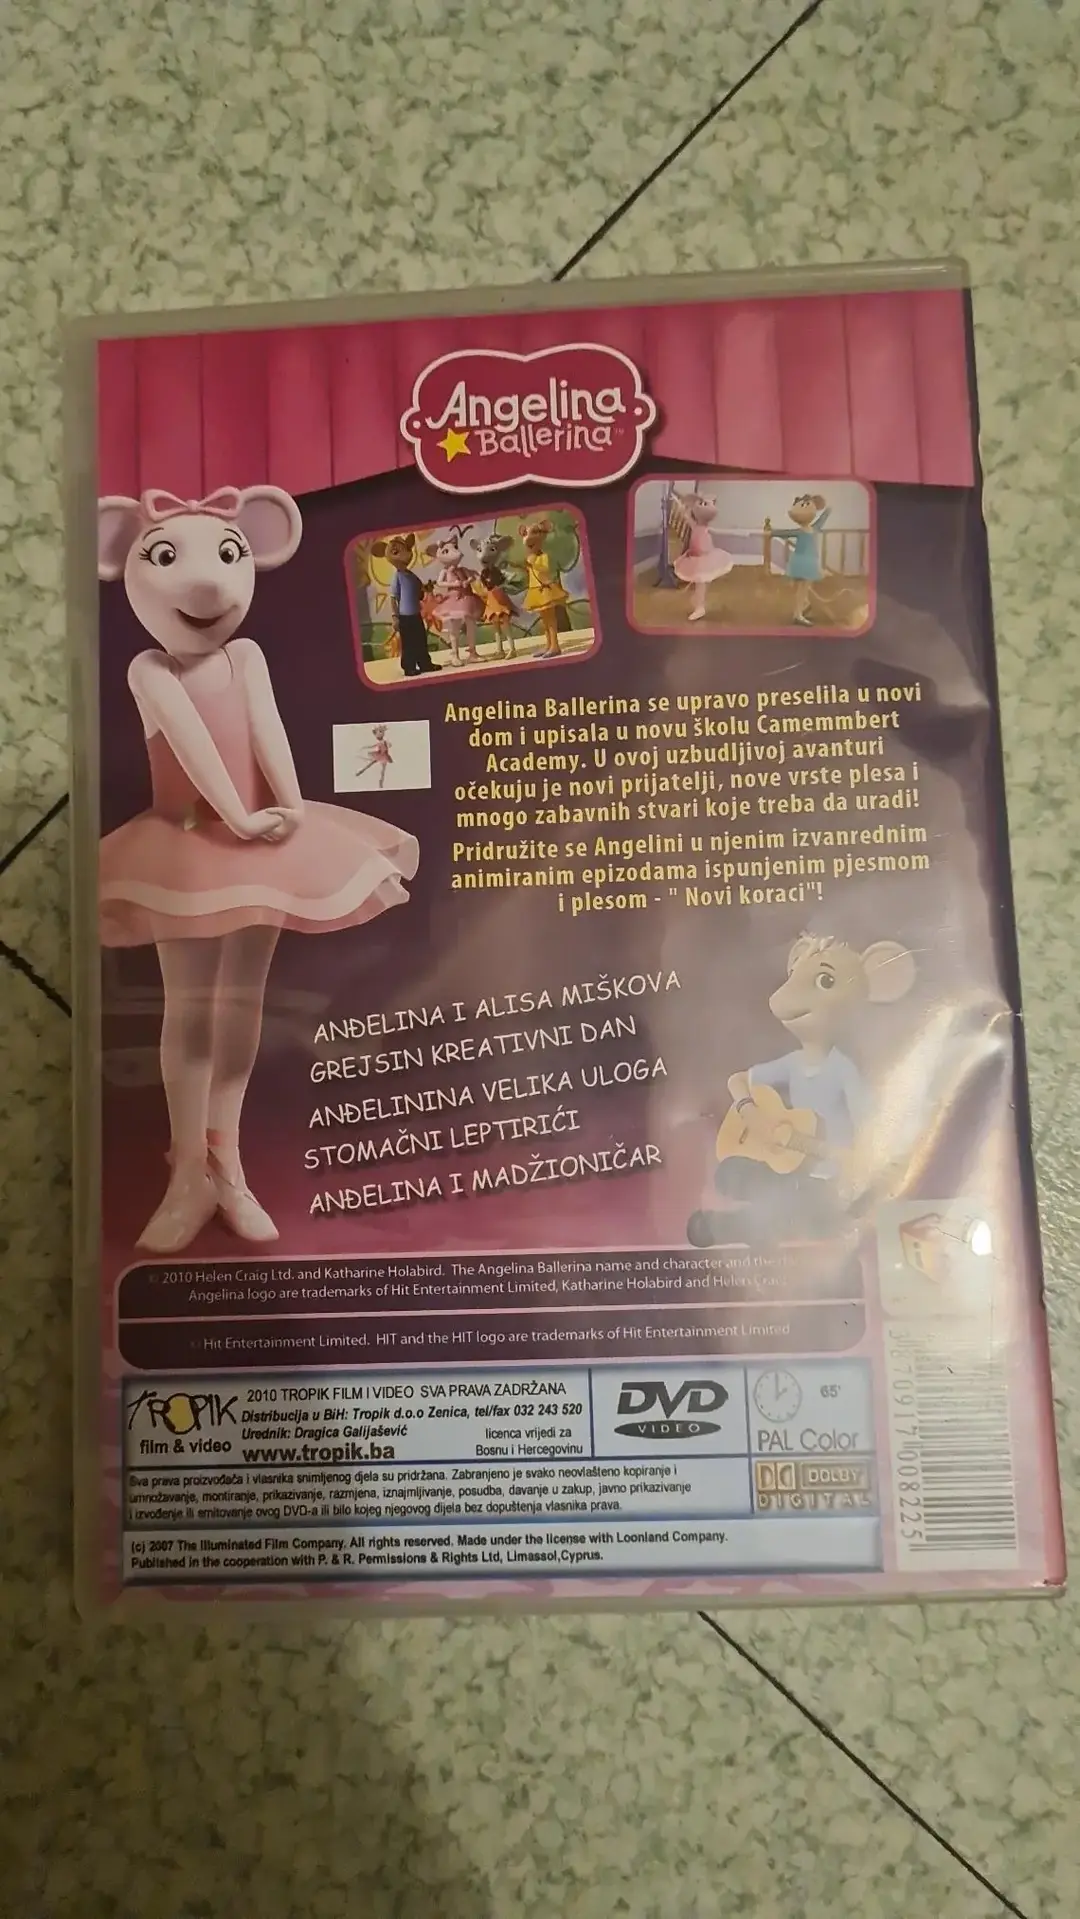 Angelina
Ballerina
Angelina Ballerina se upravo preselila u novi
dom i upisala u novu školu Camemmbert
Academy. U ovoj uzbudljivoj avanturi
očekuju je novi prijatelji, nove vrste plesa i
mnogo zabavnih stvari koje treba da uradi!
Pridružite se Angelini u njenim izvanrednim
animiranim epizodama ispunjenim pjesmom
i plesom - " Novi koraci"!
ANĐELINA I ALISA MIŠKOVA
GREJSIN KREATIVNI DAN
ANĐELININA VELIKA ULOGA
STOMAČNI LEPTIRIĆI
ANĐELINA I MADŽIONIČAR
© 2010 Helen Craig Ltd. and Katharine Holabird. The Angelina Ballerina name and character and the
Angelina logo are trademarks of Hit Entertainment Limited, Katharine Holabird and Helen Craig
© Hit Entertainment Limited. HIT and the HIT logo are trademarks of Hit Entertainment Limited
TROPIK
film & video
2010 TROPIK FILM I VIDEO SVA PRAVA ZADRŽANA
Distribucija u BiH: Tropik d.o.o Zenica, tel/fax 032 243 520
Urednik: Dragica Galijašević
www.tropik.ba
licenca vrijedi za
Bosnu i Hercegovinu
DVD
VIDEO
65'
PAL Color
DOLBY
DIGITAL
Sva prava proizvođača i vlasnika snimljenog djela su pridržana. Zabranjeno je svako neovlašteno kopiranje i
umnožavanje, montiranje, prikazivanje, razmjena, iznajmljivanje, posudba, davanje u zakup, javno prikazivanje
i izvođenje ili emitovanje ovog DVD-a ili bilo kojeg njegovog dijela bez dopuštenja vlasnika prava.
(c) 2007 The Illuminated Film Company. All rights reserved. Made under the license with Loonland Company.
Published in the cooperation with P. & R. Permissions & Rights Ltd, Limassol,Cyprus.